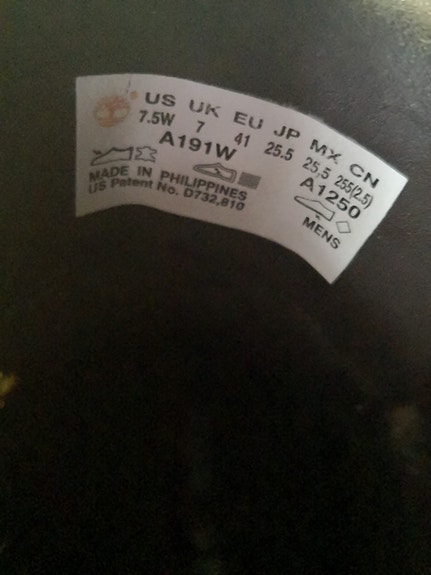 US UK EU JP MX CN
7.5W 7 41 25.5 25.5 255(2.5)
A191W A1250
MADE IN PHILIPPINES
US Patent No. D732,810
MENS